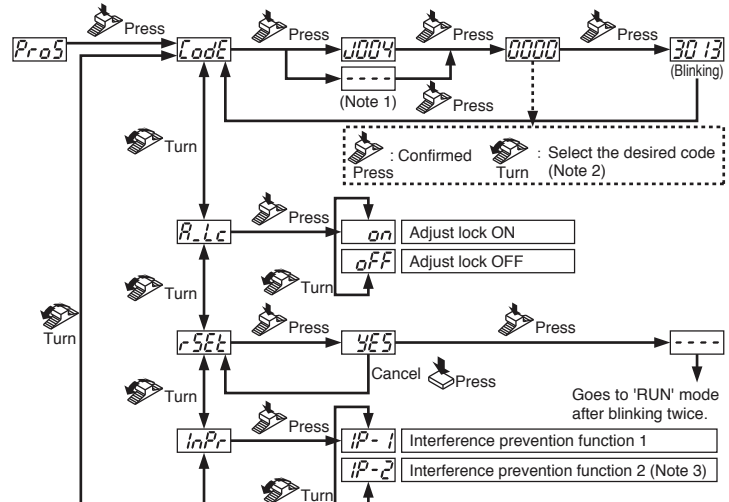 Press
Press
Press
Press
Pro5
CodE
J004
0000
3013
(Blinking)
- - - -
(Note 1)
Press
Turn
: Confirmed
Press
Turn
: Select the desired code
(Note 2)
A_Lc
Press
on
Adjust lock ON
oFF
Adjust lock OFF
Turn
Turn
Turn
rSEt
Press
YES
Press
- - - -
Cancel
Press
Goes to 'RUN' mode
after blinking twice.
Turn
InPr
Press
IP-1
Interference prevention function 1
IP-2
Interference prevention function 2 (Note 3)
Turn